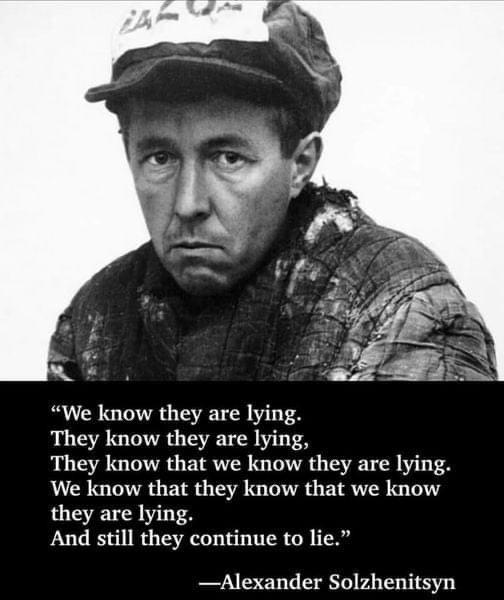 “We know they are lying.
They know they are lying,
They know that we know they are lying.
We know that they know that we know
they are lying.
And still they continue to lie.”
—Alexander Solzhenitsyn